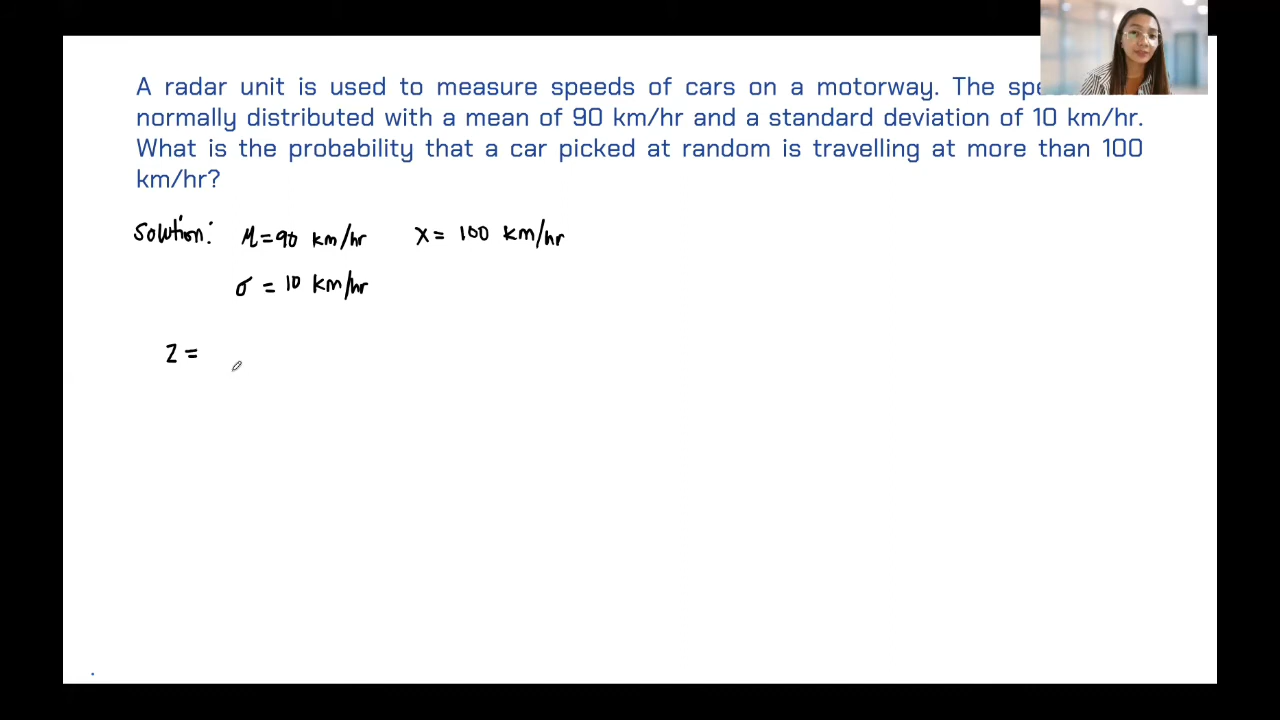 A radar unit is used to measure speeds of cars on a motorway. The
normally distributed with a mean of 90 km/hr and a standard deviation of 10 km/hr.
What is the probability that a car picked at random is travelling at more than 100
km/hr?
Solution: μ = 90 km/hr x = 100 km/hr
σ = 10 km/hr
z =